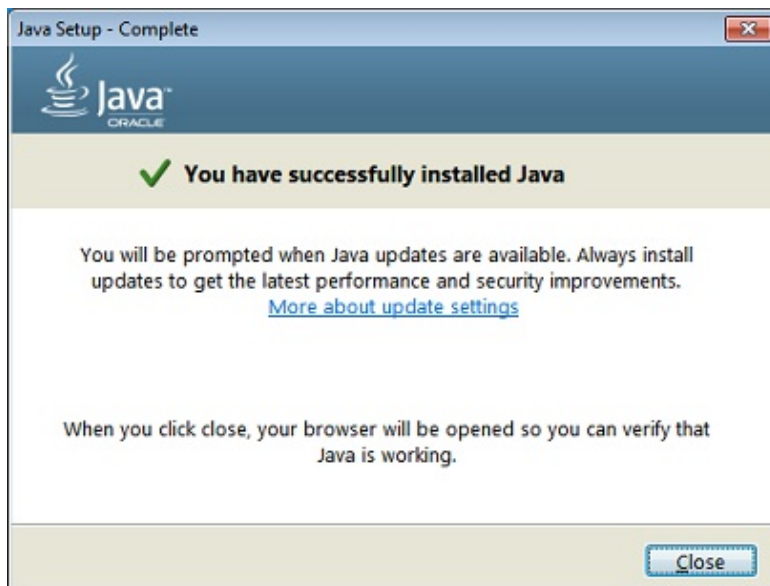 Java Setup - Complete
Java™
ORACLE
You have successfully installed Java
You will be prompted when Java updates are available. Always install
updates to get the latest performance and security improvements.
More about update settings
When you click close, your browser will be opened so you can verify that
Java is working.
Close